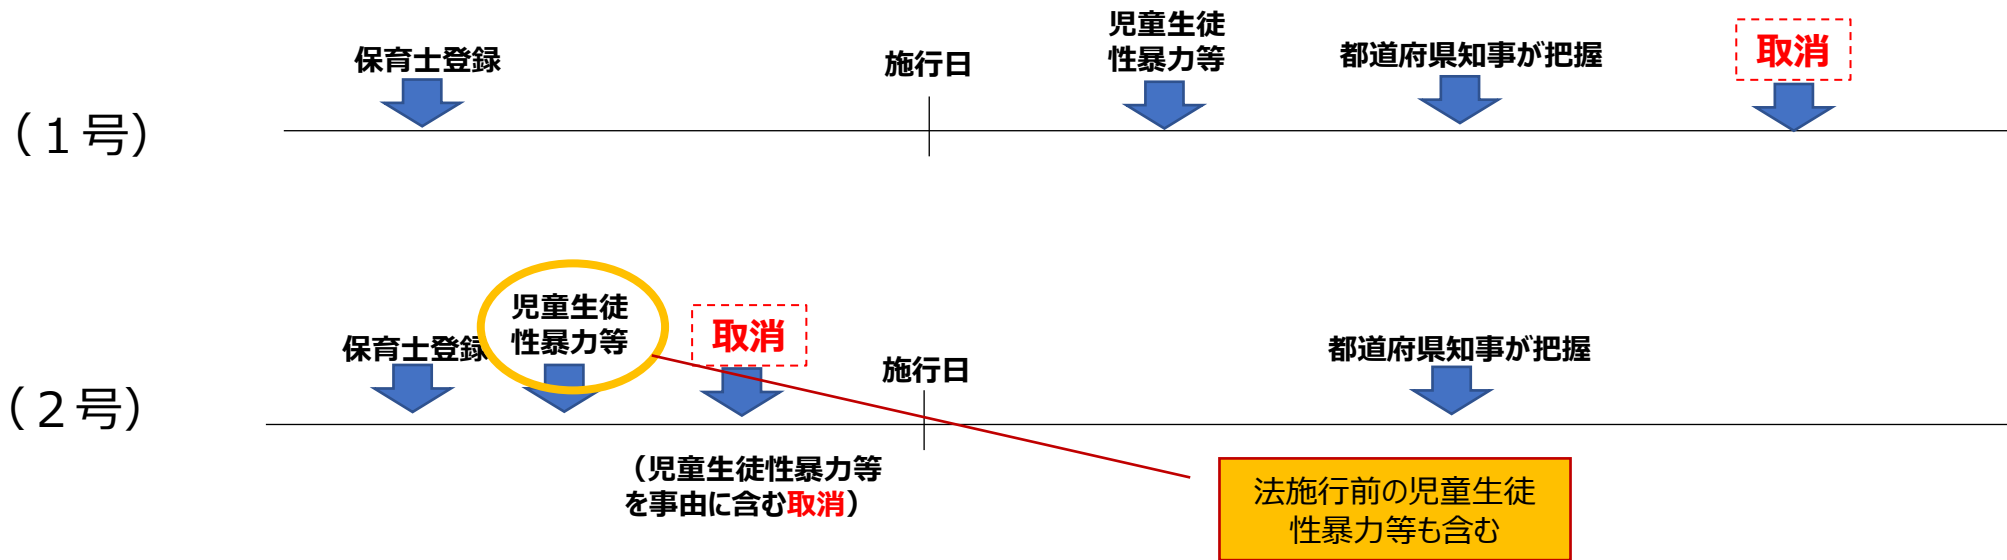 （１号）
保育士登録
施行日
児童生徒
性暴力等
都道府県知事が把握
取消
（２号）
保育士登録
児童生徒
性暴力等
取消
（児童生徒性暴力等
を事由に含む取消）
施行日
都道府県知事が把握
法施行前の児童生徒
性暴力等も含む